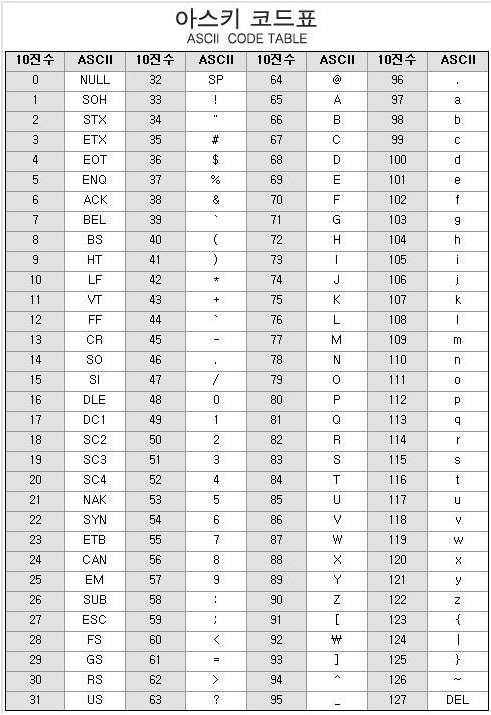 아스키 코드표
ASCII CODE TABLE
10진수 ASCII 10진수 ASCII 10진수 ASCII 10진수 ASCII
0 NULL 32 SP 64 @ 96 .
1 SOH 33 ! 65 A 97 a
2 STX 34 " 66 B 98 b
3 ETX 35 # 67 C 99 c
4 EOT 36 $ 68 D 100 d
5 ENQ 37 % 69 E 101 e
6 ACK 38 & 70 F 102 f
7 BEL 39 ` 71 G 103 g
8 BS 40 ( 72 H 104 h
9 HT 41 ) 73 I 105 i
10 LF 42 * 74 J 106 j
11 VT 43 + 75 K 107 k
12 FF 44 ` 76 L 108 l
13 CR 45 - 77 M 109 m
14 SO 46 . 78 N 110 n
15 SI 47 / 79 O 111 o
16 DLE 48 0 80 P 112 p
17 DC1 49 1 81 Q 113 q
18 SC2 50 2 82 R 114 r
19 SC3 51 3 83 S 115 s
20 SC4 52 4 84 T 116 t
21 NAK 53 5 85 U 117 u
22 SYN 54 6 86 V 118 v
23 ETB 55 7 87 W 119 w
24 CAN 56 8 88 X 120 x
25 EM 57 9 89 Y 121 y
26 SUB 58 : 90 Z 122 z
27 ESC 59 ; 91 [ 123 {
28 FS 60 < 92 ₩ 124 |
29 GS 61 = 93 ] 125 }
30 RS 62 > 94 ^ 126 ~
31 US 63 ? 95 _ 127 DEL